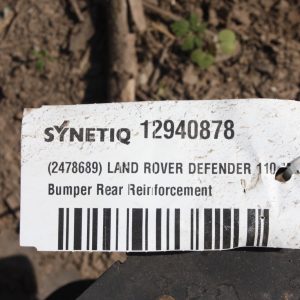 SYNETIQ 12940878
(2478689) LAND ROVER DEFENDER 110
Bumper Rear Reinforcement